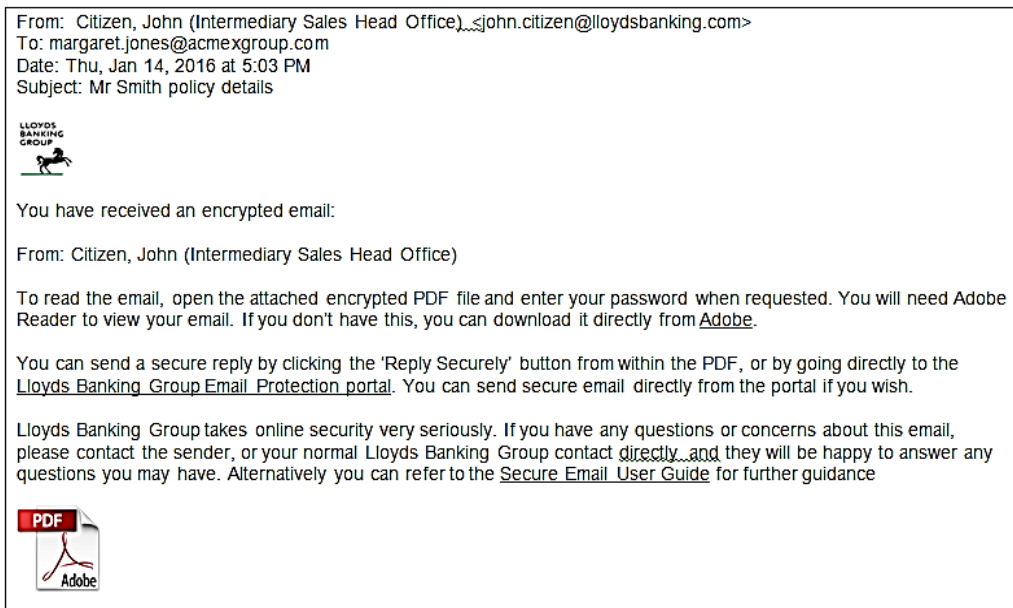 From: Citizen, John (Intermediary Sales Head Office) <john.citizen@lloydsbanking.com>
To: margaret.jones@acmexgroup.com
Date: Thu, Jan 14, 2016 at 5:03 PM
Subject: Mr Smith policy details
LLOYDS
BANKING
GROUP
You have received an encrypted email:
From: Citizen, John (Intermediary Sales Head Office)
To read the email, open the attached encrypted PDF file and enter your password when requested. You will need Adobe
Reader to view your email. If you don't have this, you can download it directly from Adobe.
You can send a secure reply by clicking the 'Reply Securely' button from within the PDF, or by going directly to the
Lloyds Banking Group Email Protection portal. You can send secure email directly from the portal if you wish.
Lloyds Banking Group takes online security very seriously. If you have any questions or concerns about this email,
please contact the sender, or your normal Lloyds Banking Group contact directly and they will be happy to answer any
questions you may have. Alternatively you can refer to the Secure Email User Guide for further guidance
PDF
Adobe